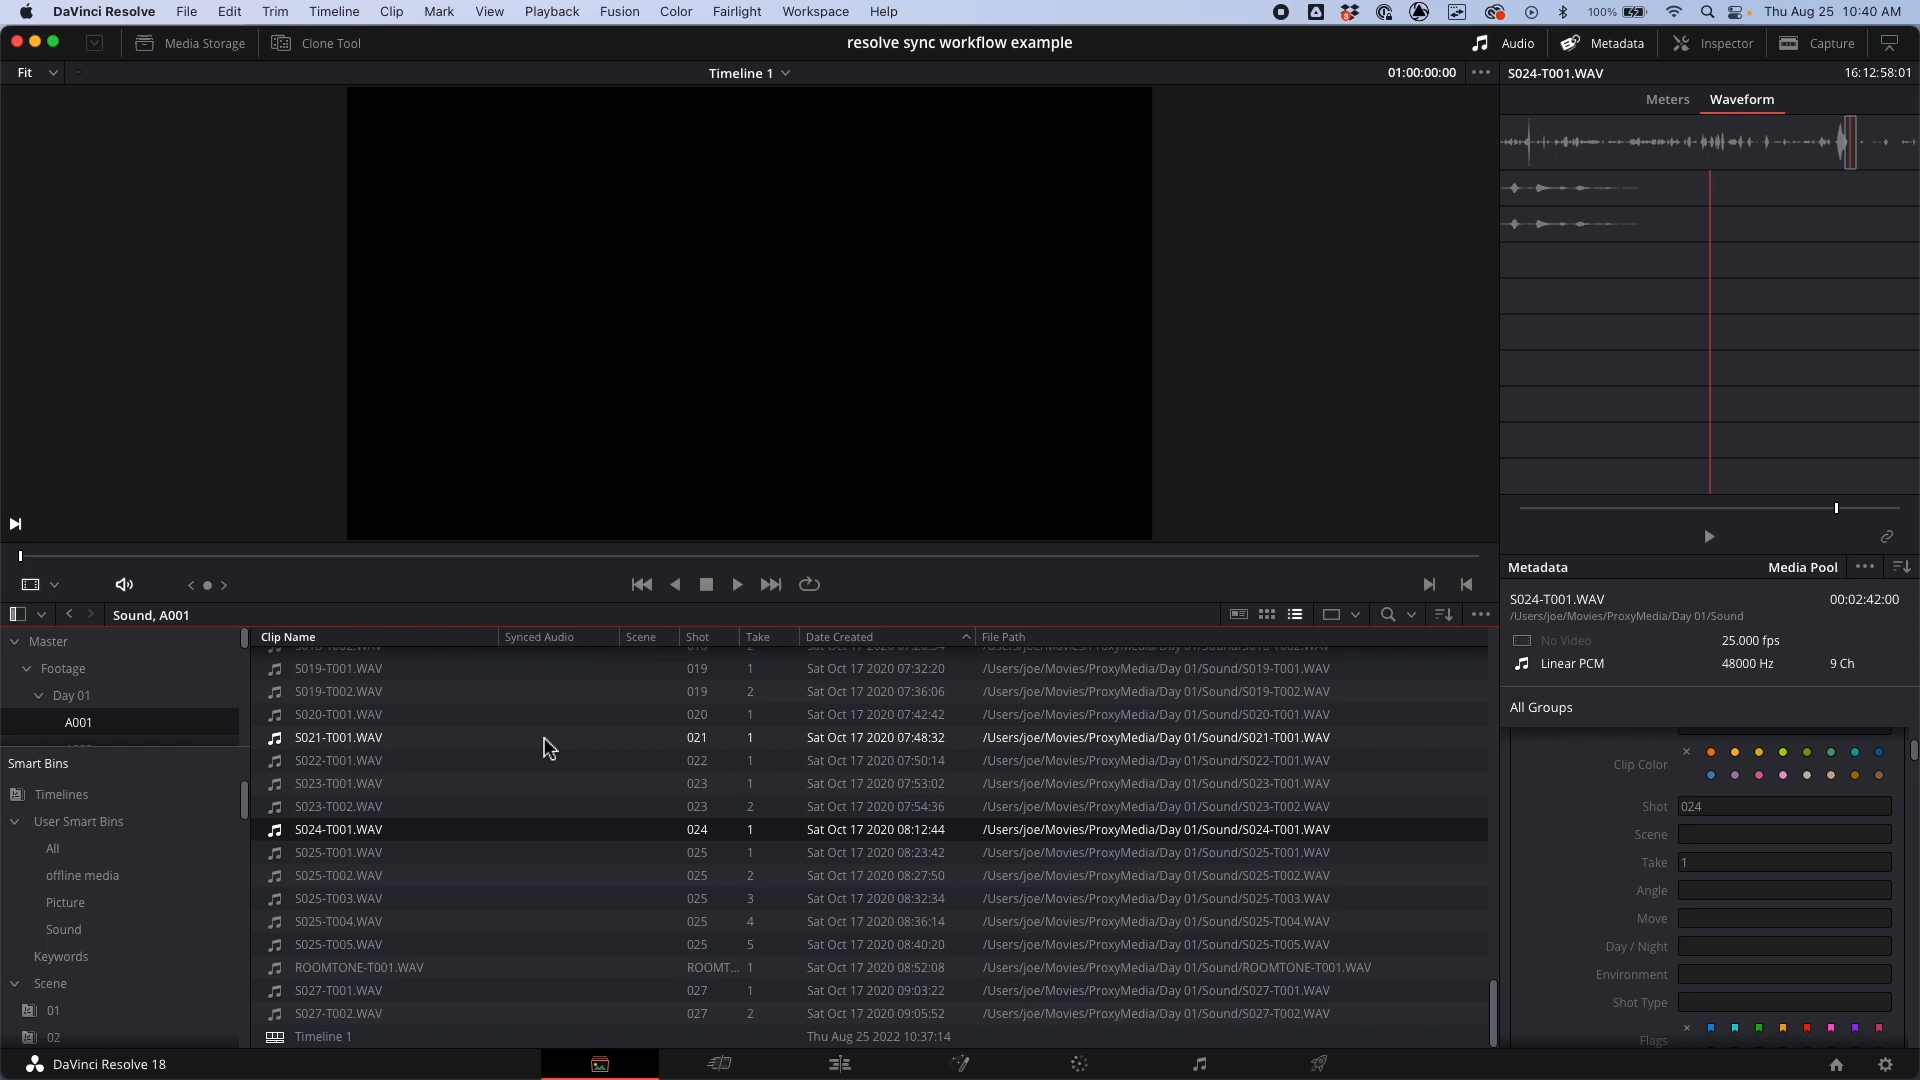 DaVinci Resolve File Edit Trim Timeline Clip Mark View Playback Fusion Color Fairlight Workspace Help 100% Thu Aug 25 10:40 AM
Media Storage Clone Tool resolve sync workflow example Audio Metadata Inspector Capture
Fit Timeline 1 01:00:00:00 S024-T001.WAV 16:12:58:01
Meters Waveform
Metadata Media Pool
S024-T001.WAV 00:02:42:00
/Users/joe/Movies/ProxyMedia/Day 01/Sound
No Video 25.000 fps
Linear PCM 48000 Hz 9 Ch
All Groups
Clip Color
Shot 024
Scene
Take 1
Angle
Move
Day / Night
Environment
Shot Type
Flags
Sound, A001
Master
Footage
Day 01
A001
Smart Bins
Timelines
User Smart Bins
All
offline media
Picture
Sound
Keywords
Scene
01
02
Clip Name Synced Audio Scene Shot Take Date Created File Path
S019-T001.WAV 019 1 Sat Oct 17 2020 07:32:20 /Users/joe/Movies/ProxyMedia/Day 01/Sound/S019-T001.WAV
S019-T002.WAV 019 2 Sat Oct 17 2020 07:36:06 /Users/joe/Movies/ProxyMedia/Day 01/Sound/S019-T002.WAV
S020-T001.WAV 020 1 Sat Oct 17 2020 07:42:42 /Users/joe/Movies/ProxyMedia/Day 01/Sound/S020-T001.WAV
S021-T001.WAV 021 1 Sat Oct 17 2020 07:48:32 /Users/joe/Movies/ProxyMedia/Day 01/Sound/S021-T001.WAV
S022-T001.WAV 022 1 Sat Oct 17 2020 07:50:14 /Users/joe/Movies/ProxyMedia/Day 01/Sound/S022-T001.WAV
S023-T001.WAV 023 1 Sat Oct 17 2020 07:53:02 /Users/joe/Movies/ProxyMedia/Day 01/Sound/S023-T001.WAV
S023-T002.WAV 023 2 Sat Oct 17 2020 07:54:36 /Users/joe/Movies/ProxyMedia/Day 01/Sound/S023-T002.WAV
S024-T001.WAV 024 1 Sat Oct 17 2020 08:12:44 /Users/joe/Movies/ProxyMedia/Day 01/Sound/S024-T001.WAV
S025-T001.WAV 025 1 Sat Oct 17 2020 08:23:42 /Users/joe/Movies/ProxyMedia/Day 01/Sound/S025-T001.WAV
S025-T002.WAV 025 2 Sat Oct 17 2020 08:27:50 /Users/joe/Movies/ProxyMedia/Day 01/Sound/S025-T002.WAV
S025-T003.WAV 025 3 Sat Oct 17 2020 08:32:34 /Users/joe/Movies/ProxyMedia/Day 01/Sound/S025-T003.WAV
S025-T004.WAV 025 4 Sat Oct 17 2020 08:36:14 /Users/joe/Movies/ProxyMedia/Day 01/Sound/S025-T004.WAV
S025-T005.WAV 025 5 Sat Oct 17 2020 08:40:20 /Users/joe/Movies/ProxyMedia/Day 01/Sound/S025-T005.WAV
ROOMTONE-T001.WAV ROOMT... 1 Sat Oct 17 2020 08:52:08 /Users/joe/Movies/ProxyMedia/Day 01/Sound/ROOMTONE-T001.WAV
S027-T001.WAV 027 1 Sat Oct 17 2020 09:03:22 /Users/joe/Movies/ProxyMedia/Day 01/Sound/S027-T001.WAV
S027-T002.WAV 027 2 Sat Oct 17 2020 09:05:52 /Users/joe/Movies/ProxyMedia/Day 01/Sound/S027-T002.WAV
Timeline 1 Thu Aug 25 2022 10:37:14
DaVinci Resolve 18